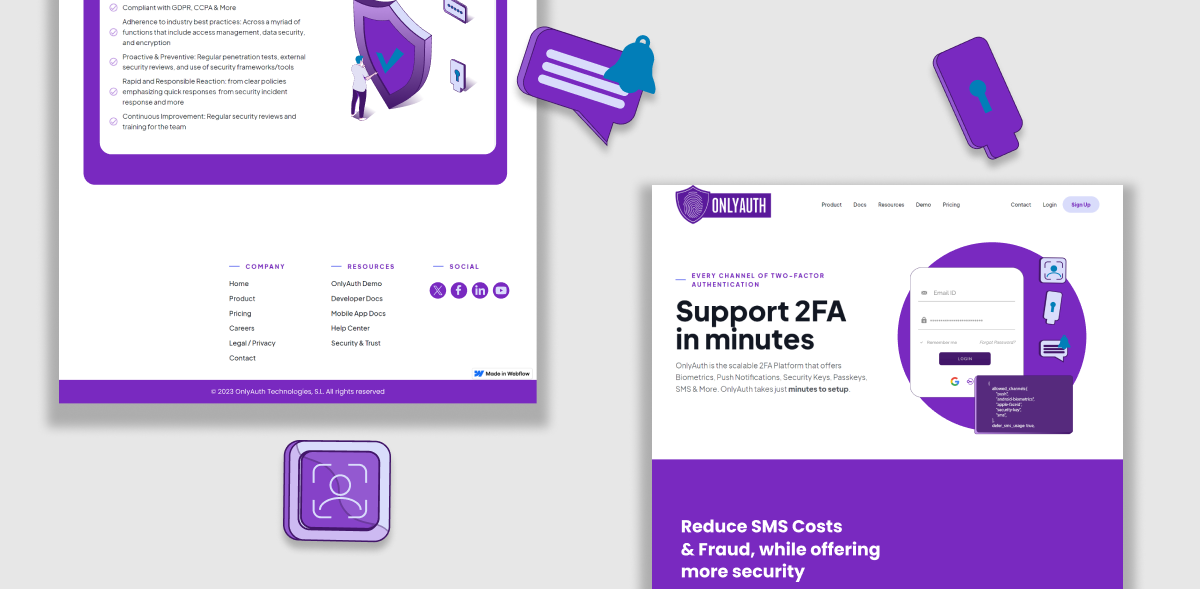 Compliant with GDPR, CCPA & More
Adherence to industry best practices: Across a myriad of
functions that include access management, data security,
and encryption
Proactive & Preventive: Regular penetration tests, external
security reviews, and use of security frameworks/tools
Rapid and Responsible Reaction: from clear policies
emphasizing quick responses from security incident
response and more
Continuous Improvement: Regular security reviews and
training for the team
COMPANY
Home
Product
Pricing
Careers
Legal / Privacy
Contact
RESOURCES
OnlyAuth Demo
Developer Docs
Mobile App Docs
Help Center
Security & Trust
SOCIAL
Made in Webflow
© 2023 OnlyAuth Technologies, S.L. All rights reserved
ONLYAUTH
Product Docs Resources Demo Pricing Contact Login Sign Up
EVERY CHANNEL OF TWO-FACTOR
AUTHENTICATION
Support 2FA
in minutes
OnlyAuth is the scalable 2FA Platform that offers
Biometrics, Push Notifications, Security Keys, Passkeys,
SMS & More. OnlyAuth takes just minutes to setup.
Email ID
Remember me Forgot Password?
LOGIN
{
allowed_channels:[
"push",
"android-biometrics",
"apple-faceid",
"security-key",
"sms",
],
defer_sms_usage: true,
Reduce SMS Costs
& Fraud, while offering
more security